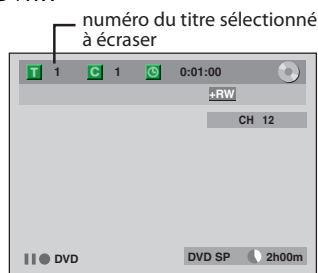 numéro du titre sélectionné
à écraser
T 1 C 1 0:01:00
+RW
CH 12
DVD DVD SP 2h00m